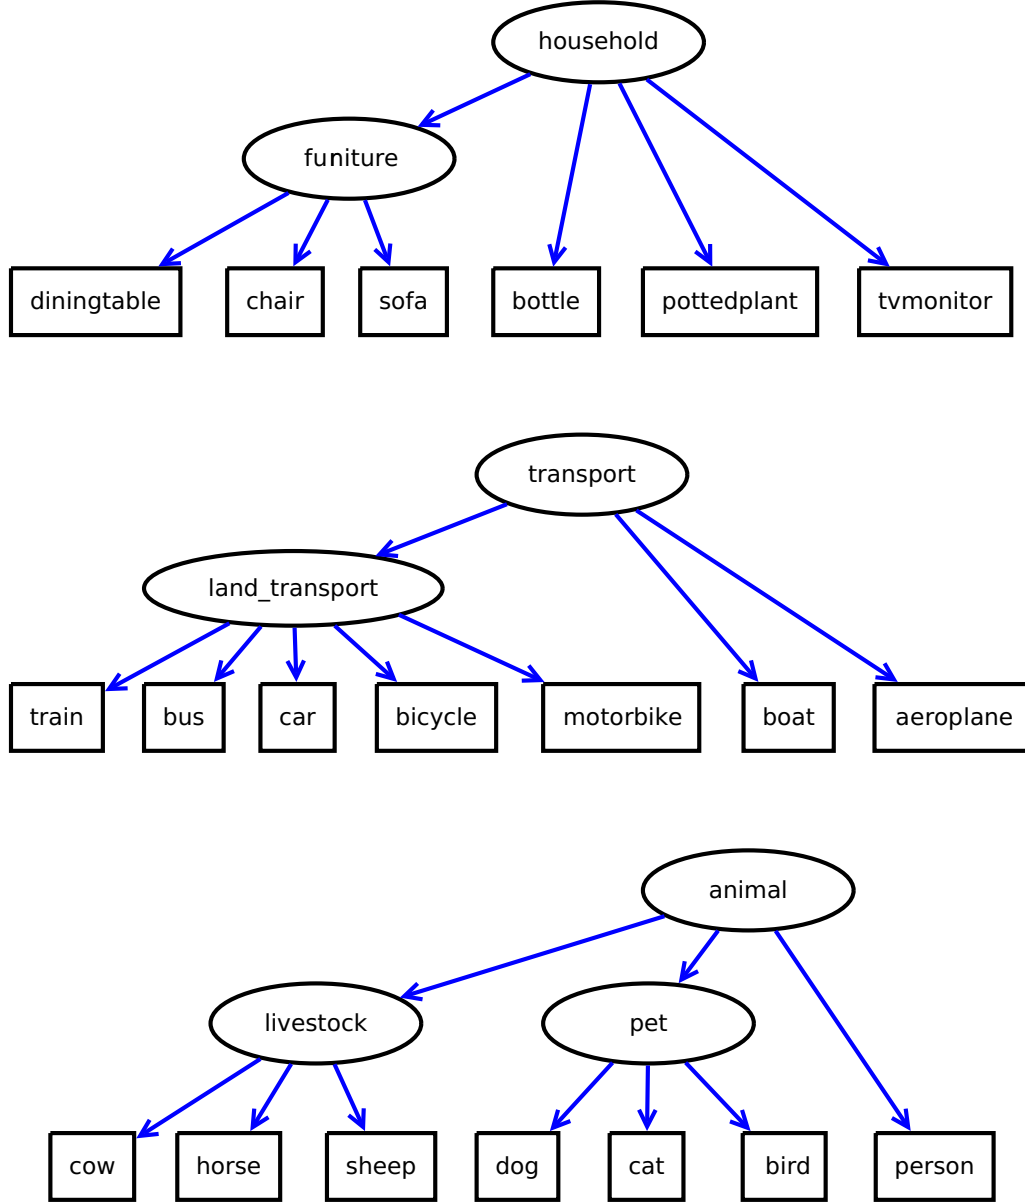 household
funiture
diningtable
chair
sofa
bottle
pottedplant
tvmonitor
transport
land_transport
train
bus
car
bicycle
motorbike
boat
aeroplane
animal
livestock
pet
cow
horse
sheep
dog
cat
bird
person